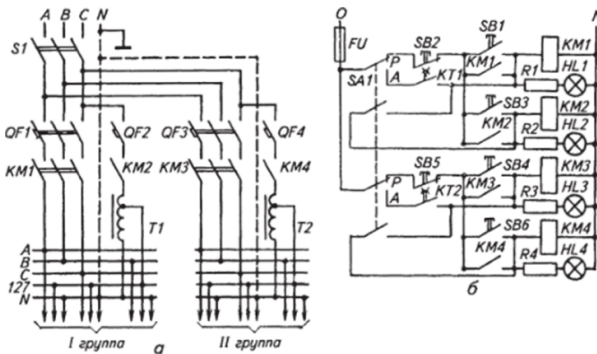 A B C N
S1
QF1
QF2
QF3
QF4
KM1
KM2
KM3
KM4
T1
T2
A
B
C
127
N
I группа
а
II группа
O
N
FU
SB2
SB1
KM1
KM1
P
A
KT1
R1
HL1
SA1
SB3
KM2
KM2
R2
HL2
SB5
SB4
KM3
KM3
P
A
KT2
R3
HL3
SB6
KM4
KM4
R4
HL4
б